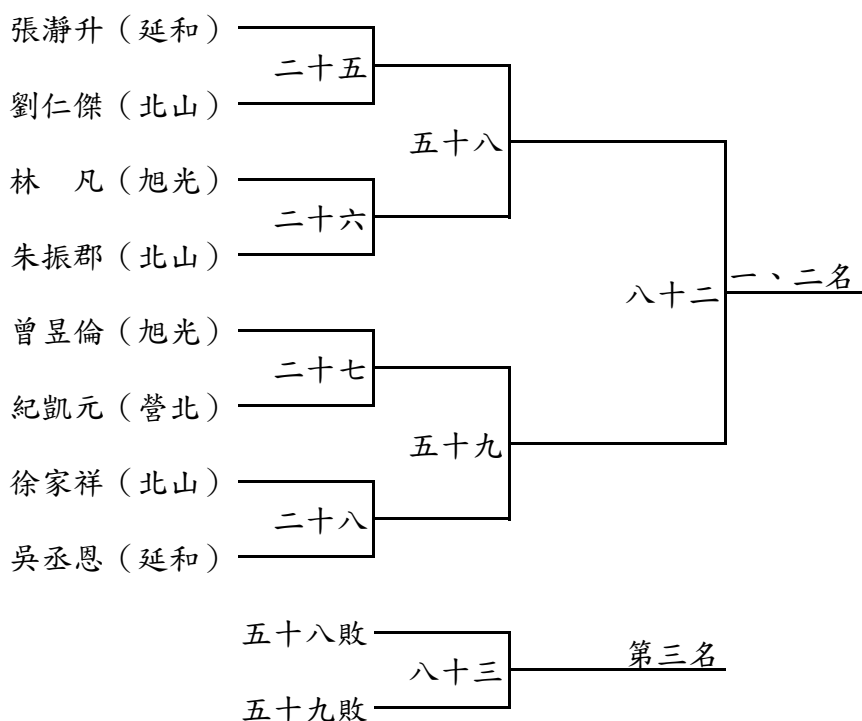 張瀞升（延和）
二十五
劉仁傑（北山）
五十八
林　凡（旭光）
二十六
朱振郡（北山）
八十二
一、二名
曾昱倫（旭光）
二十七
紀凱元（營北）
五十九
徐家祥（北山）
二十八
吳丞恩（延和）
五十八敗
八十三
第三名
五十九敗